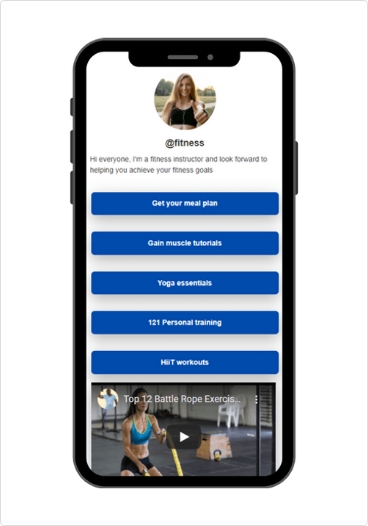 @fitness
Hi everyone, I'm a fitness instructor and look forward to
helping you achieve your fitness goals
Get your meal plan
Gain muscle tutorials
Yoga essentials
121 Personal training
HiiT workouts
Top 12 Battle Rope Exercis...